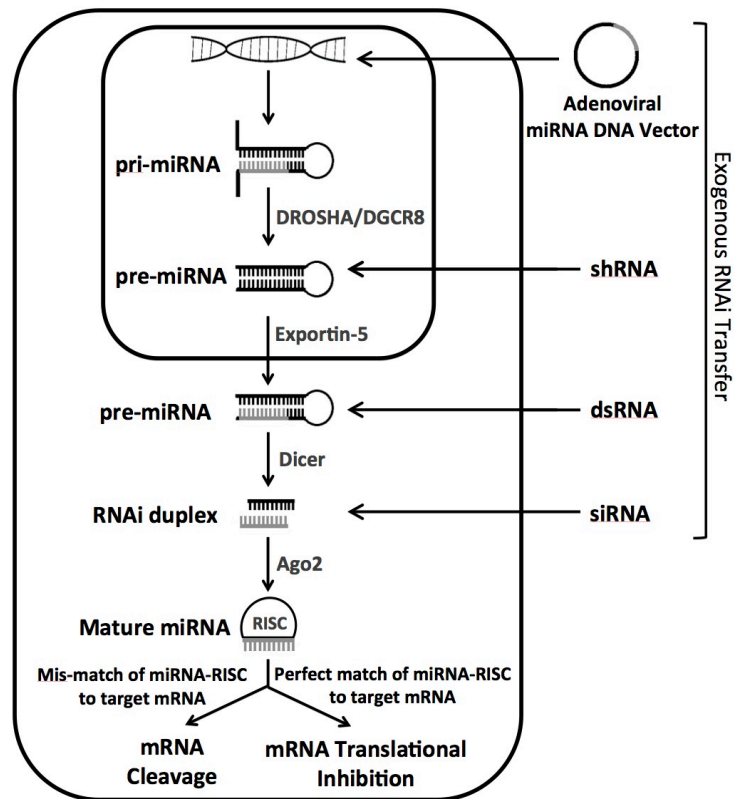 Adenoviral
miRNA DNA Vector
pri-miRNA
DROSHA/DGCR8
pre-miRNA
shRNA
Exportin-5
pre-miRNA
dsRNA
Dicer
RNAi duplex
siRNA
Ago2
Mature miRNA
RISC
Mis-match of miRNA-RISC
to target mRNA
Perfect match of miRNA-RISC
to target mRNA
mRNA
Cleavage
mRNA Translational
Inhibition
Exogenous RNAi Transfer